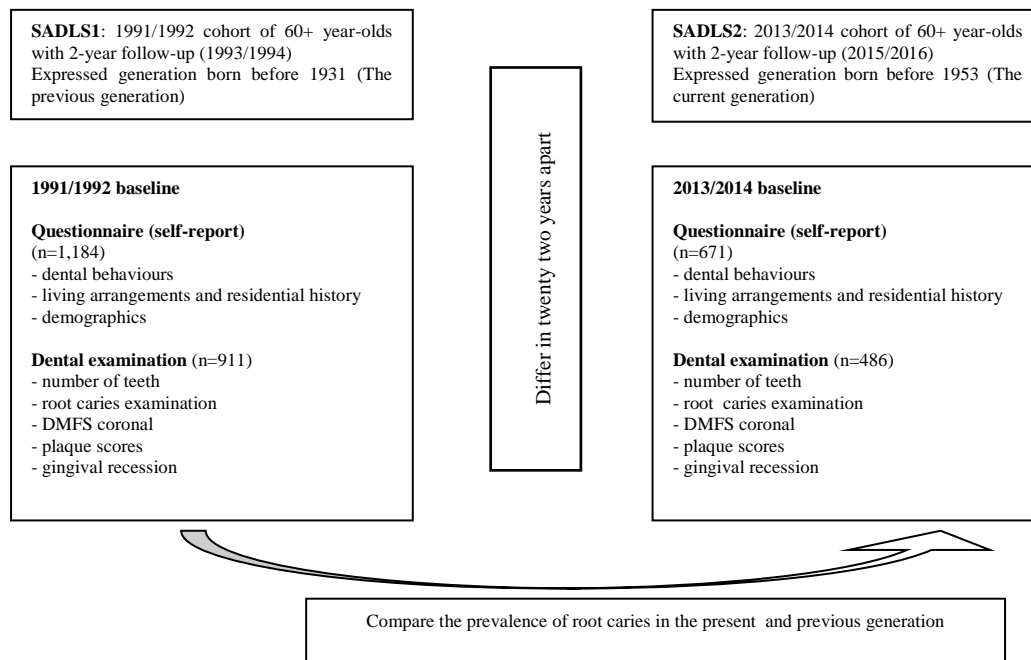 SADLS1: 1991/1992 cohort of 60+ year-olds
with 2-year follow-up (1993/1994)
Expressed generation born before 1931 (The
previous generation)
SADLS2: 2013/2014 cohort of 60+ year-olds
with 2-year follow-up (2015/2016)
Expressed generation born before 1953 (The
current generation)
Differ in twenty two years apart
1991/1992 baseline
Questionnaire (self-report)
(n=1,184)
- dental behaviours
- living arrangements and residential history
- demographics
Dental examination (n=911)
- number of teeth
- root caries examination
- DMFS coronal
- plaque scores
- gingival recession
2013/2014 baseline
Questionnaire (self-report)
(n=671)
- dental behaviours
- living arrangements and residential history
- demographics
Dental examination (n=486)
- number of teeth
- root caries examination
- DMFS coronal
- plaque scores
- gingival recession
Compare the prevalence of root caries in the present and previous generation